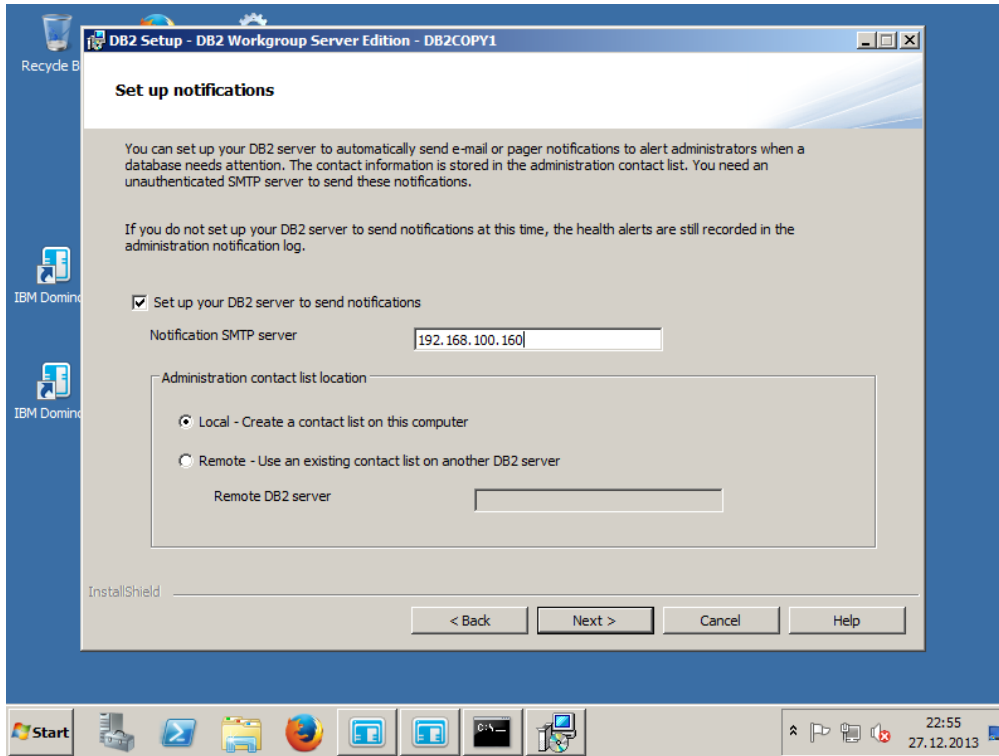 Recycle B
DB2 Setup - DB2 Workgroup Server Edition - DB2COPY1
Set up notifications
You can set up your DB2 server to automatically send e-mail or pager notifications to alert administrators when a
database needs attention. The contact information is stored in the administration contact list. You need an
unauthenticated SMTP server to send these notifications.
If you do not set up your DB2 server to send notifications at this time, the health alerts are still recorded in the
administration notification log.
IBM Domino
Set up your DB2 server to send notifications
Notification SMTP server
192.168.100.160
Administration contact list location
IBM Domino
Local - Create a contact list on this computer
Remote - Use an existing contact list on another DB2 server
Remote DB2 server
InstallShield
< Back
Next >
Cancel
Help
Start
C:\_
22:55
27.12.2013